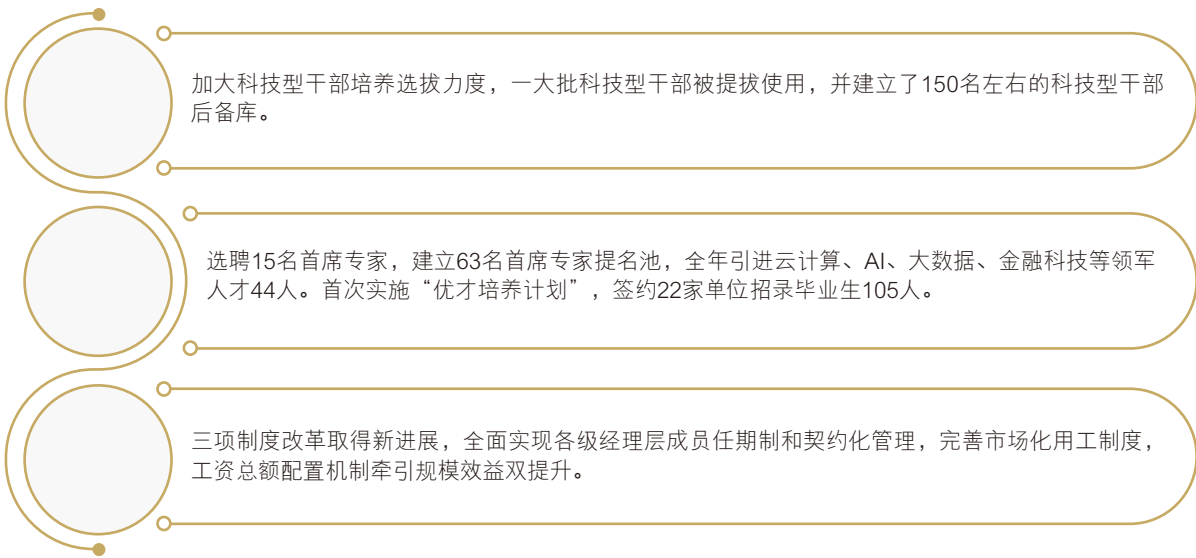 加大科技型干部培养选拔力度，一大批科技型干部被提拔使用，并建立了150名左右的科技型干部
后备库。
选聘15名首席专家，建立63名首席专家提名池，全年引进云计算、AI、大数据、金融科技等领军
人才44人。首次实施“优才培养计划”，签约22家单位招录毕业生105人。
三项制度改革取得新进展，全面实现各级经理层成员任期制和契约化管理，完善市场化用工制度，
工资总额配置机制牵引规模效益双提升。